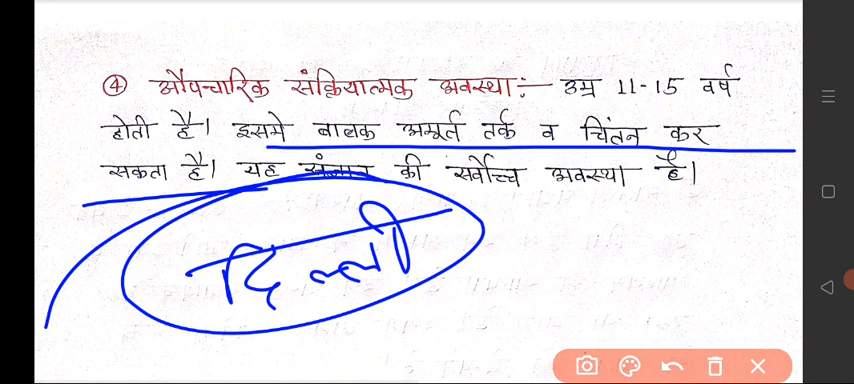 ④ औपचारिक संक्रियात्मक अवस्था:— उम्र 11-15 वर्ष
होती है। इसमे बालक अमूर्त तर्क व चिंतन कर
सकता है। यह संज्ञान की सर्वोच्च अवस्था है।
दिल्ली